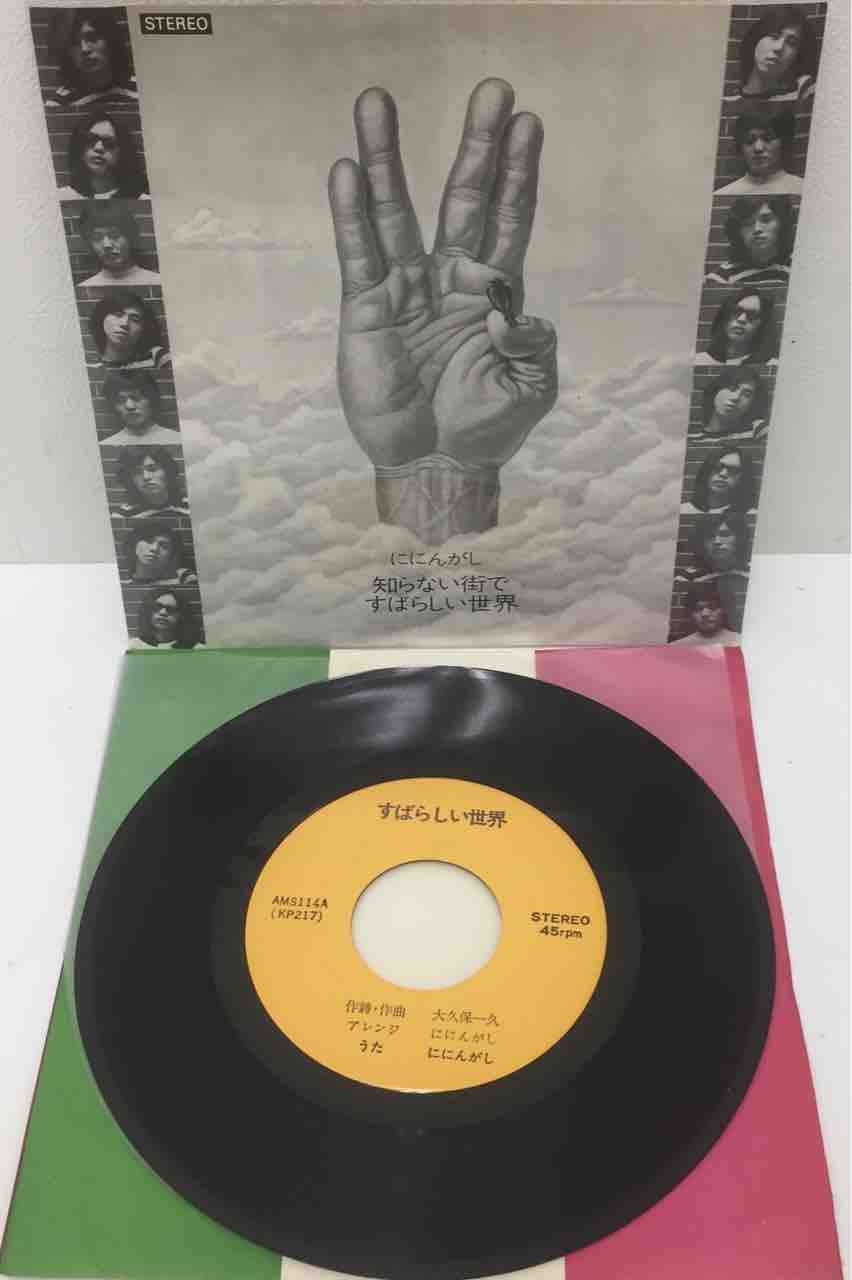 STEREO
ににんがし
知らない街で
すばらしい世界
すばらしい世界
AMS114A
(KP217)
STEREO
45rpm
作詩・作曲 大久保一久
アレンジ ににんがし
うた ににんがし